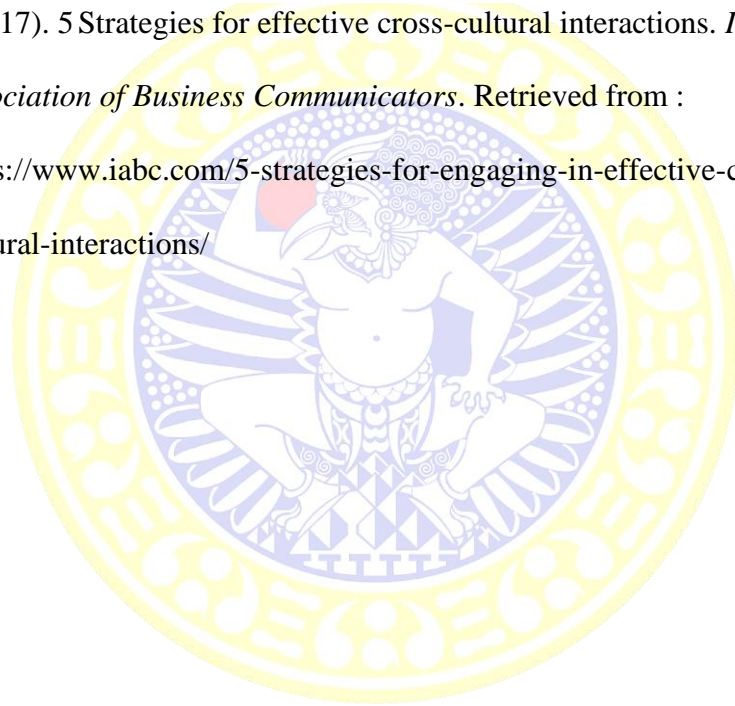 17). 5 Strategies for effective cross-cultural interactions. I
ociation of Business Communicators. Retrieved from :
s://www.iabc.com/5-strategies-for-engaging-in-effective-c
ural-interactions/